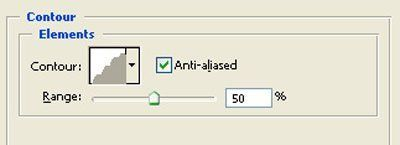 Contour
Elements
Contour: Anti-aliased
Range: 50 %